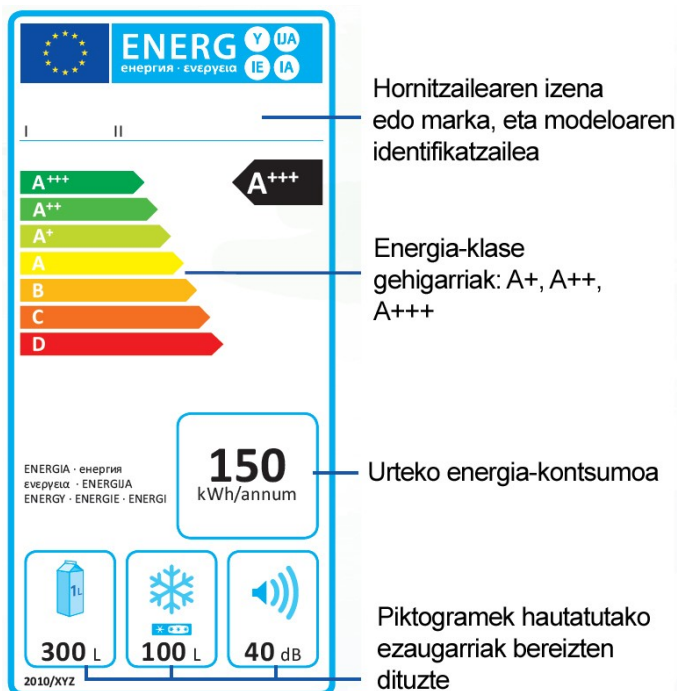 ENERG Y UA
енергия · ενεργεια IE IA
Hornitzailearen izena
edo marka, eta modeloaren
identifikatzailea
I II
A+++ A+++
A++
A+
A
B
C
D
Energia-klase
gehigarriak: A+, A++,
A+++
ENERGIA · енергия
ενεργεια · ENERGIJA
ENERGY · ENERGIE · ENERGI
150
kWh/annum
Urteko energia-kontsumoa
1L
300 L 100 L 40 dB
Piktogramek hautatutako
ezaugarriak bereizten
dituzte
2010/XYZ